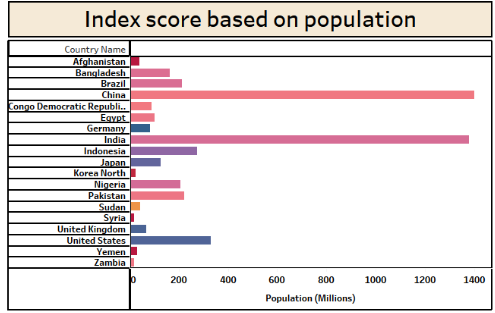 Index score based on population
Country Name
Afghanistan
Bangladesh
Brazil
China
Congo Democratic Republi..
Egypt
Germany
India
Indonesia
Japan
Korea North
Nigeria
Pakistan
Sudan
Syria
United Kingdom
United States
Yemen
Zambia
0 200 400 600 800 1000 1200 1400
Population (Millions)